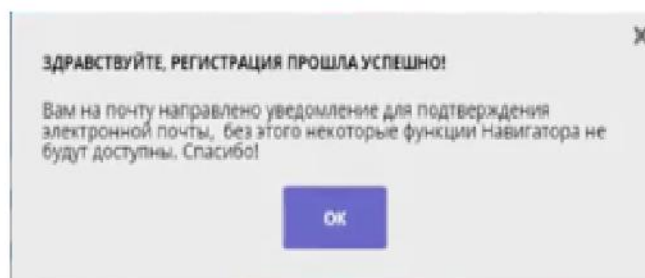 ЗДРАВСТВУЙТЕ, РЕГИСТРАЦИЯ ПРОШЛА УСПЕШНО!
Вам на почту направлено уведомление для подтверждения
электронной почты, без этого некоторые функции Навигатора не
будут доступны. Спасибо!
ОК